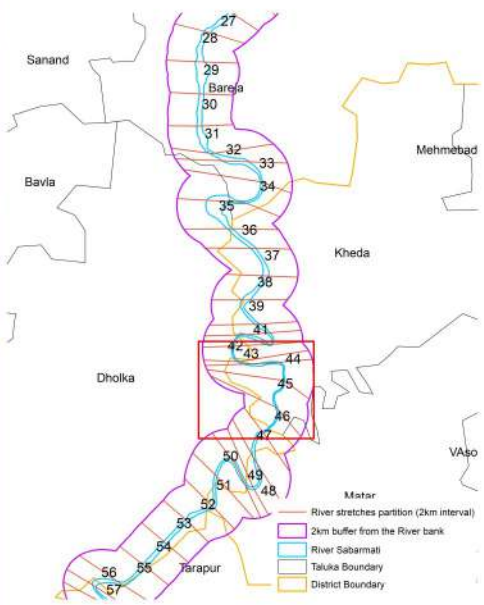 27
28
Sanand
29
Bareja
30
31
32
Mehmebad
33
Bavla
34
35
36
Kheda
37
38
39
41
42
43
44
Dholka
45
46
47
VAso
50
49
51
48
Matar
52
River stretches partition (2km interval)
53
2km buffer from the River bank
54
River Sabarmati
55
Tarapur
Taluka Boundary
56
District Boundary
57